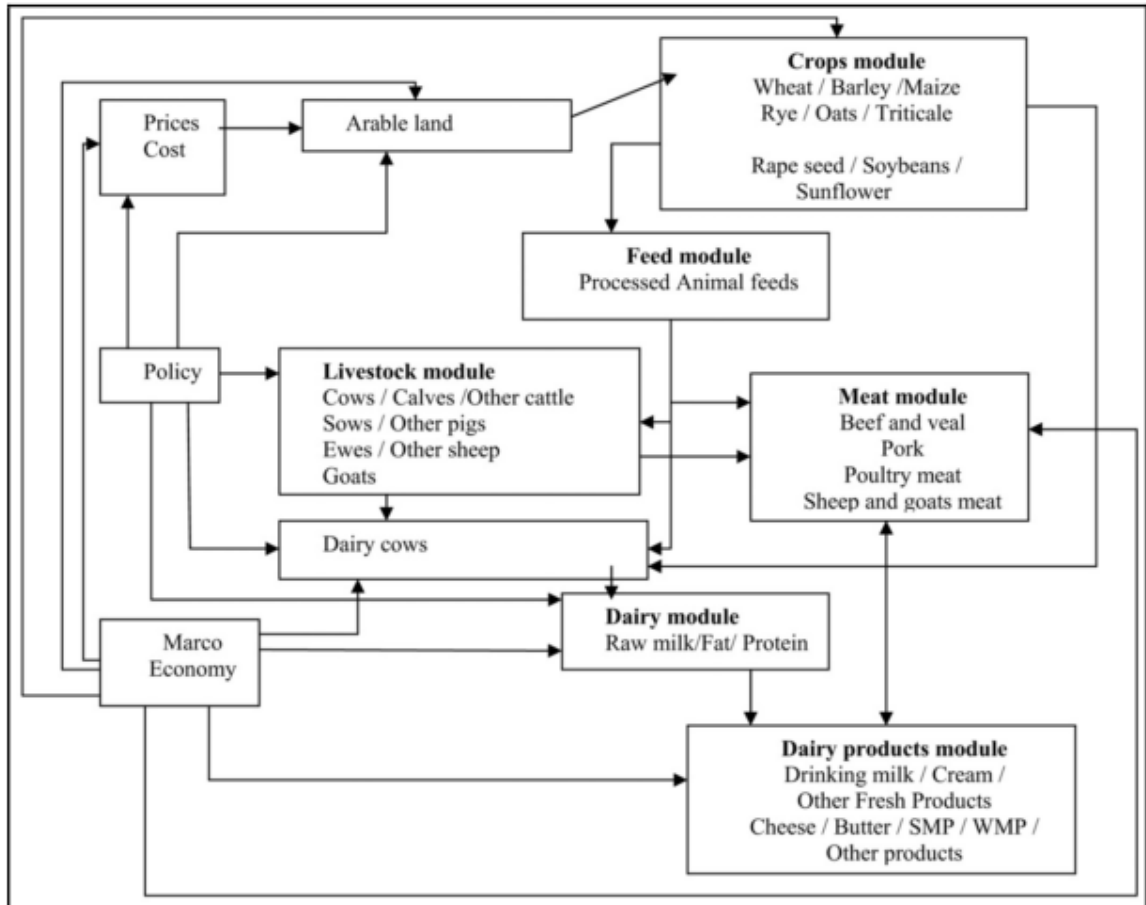 Crops module
Wheat / Barley /Maize
Rye / Oats / Triticale
Rape seed / Soybeans /
Sunflower
Prices
Cost
Arable land
Feed module
Processed Animal feeds
Policy
Livestock module
Cows / Calves /Other cattle
Sows / Other pigs
Ewes / Other sheep
Goats
Meat module
Beef and veal
Pork
Poultry meat
Sheep and goats meat
Dairy cows
Dairy module
Raw milk/Fat/ Protein
Marco
Economy
Dairy products module
Drinking milk / Cream /
Other Fresh Products
Cheese / Butter / SMP / WMP /
Other products